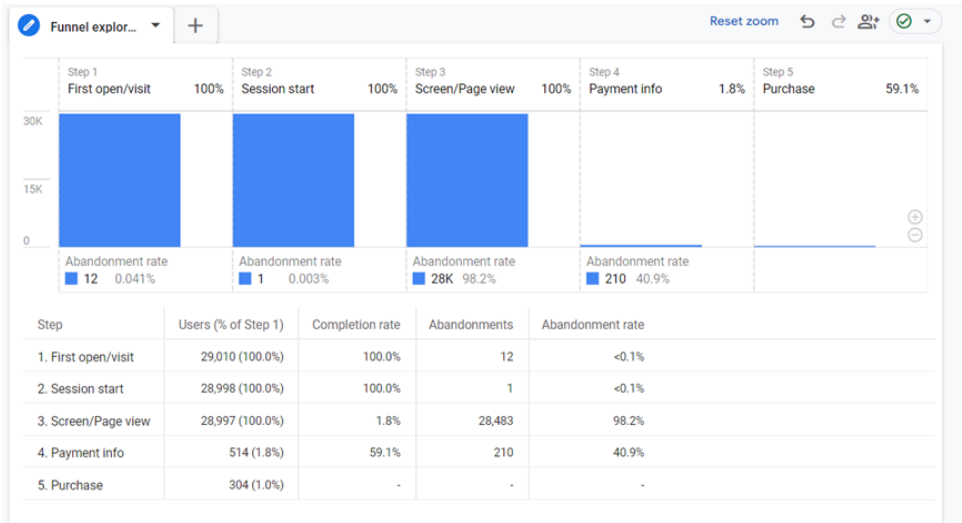 Funnel explor...
Reset zoom
Step 1 Step 2 Step 3 Step 4 Step 5
First open/visit 100% Session start 100% Screen/Page view 100% Payment info 1.8% Purchase 59.1%
30K
15K
0
Abandonment rate Abandonment rate Abandonment rate Abandonment rate
12 0.041% 1 0.003% 28K 98.2% 210 40.9%
Step Users (% of Step 1) Completion rate Abandonments Abandonment rate
1. First open/visit 29,010 (100.0%) 100.0% 12 <0.1%
2. Session start 28,998 (100.0%) 100.0% 1 <0.1%
3. Screen/Page view 28,997 (100.0%) 1.8% 28,483 98.2%
4. Payment info 514 (1.8%) 59.1% 210 40.9%
5. Purchase 304 (1.0%) - - -